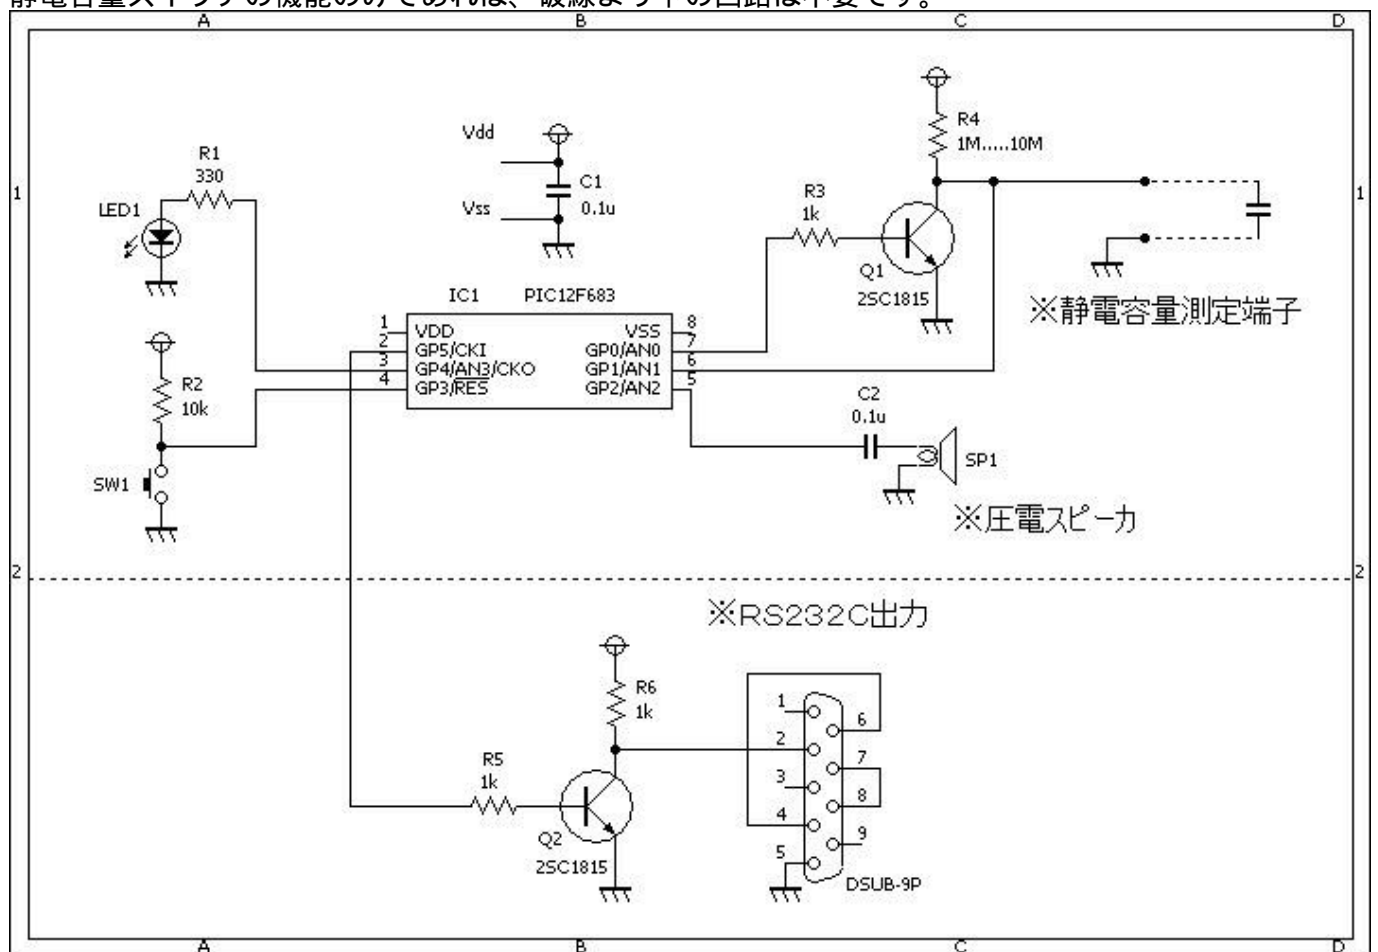 静電容量スイッチの機能のみであれば、破線より下の回路は不要です。
A B C D
1 1
R1
330
LED1
Vdd
C1
0.1u
Vss
R4
1M.....10M
R3
1k
Q1
2SC1815
※静電容量測定端子
IC1 PIC12F683
1 VDD VSS 8
2 GP5/CKI GP0/AN0 7
3 GP4/AN3/CKO GP1/AN1 6
4 GP3/RES GP2/AN2 5
R2
10k
SW1
C2
0.1u
SP1
※圧電スピーカ
2 2
※RS232C出力
R6
1k
R5
1k
Q2
2SC1815
1
6
2
7
3
8
4
9
5
DSUB-9P
A B C D